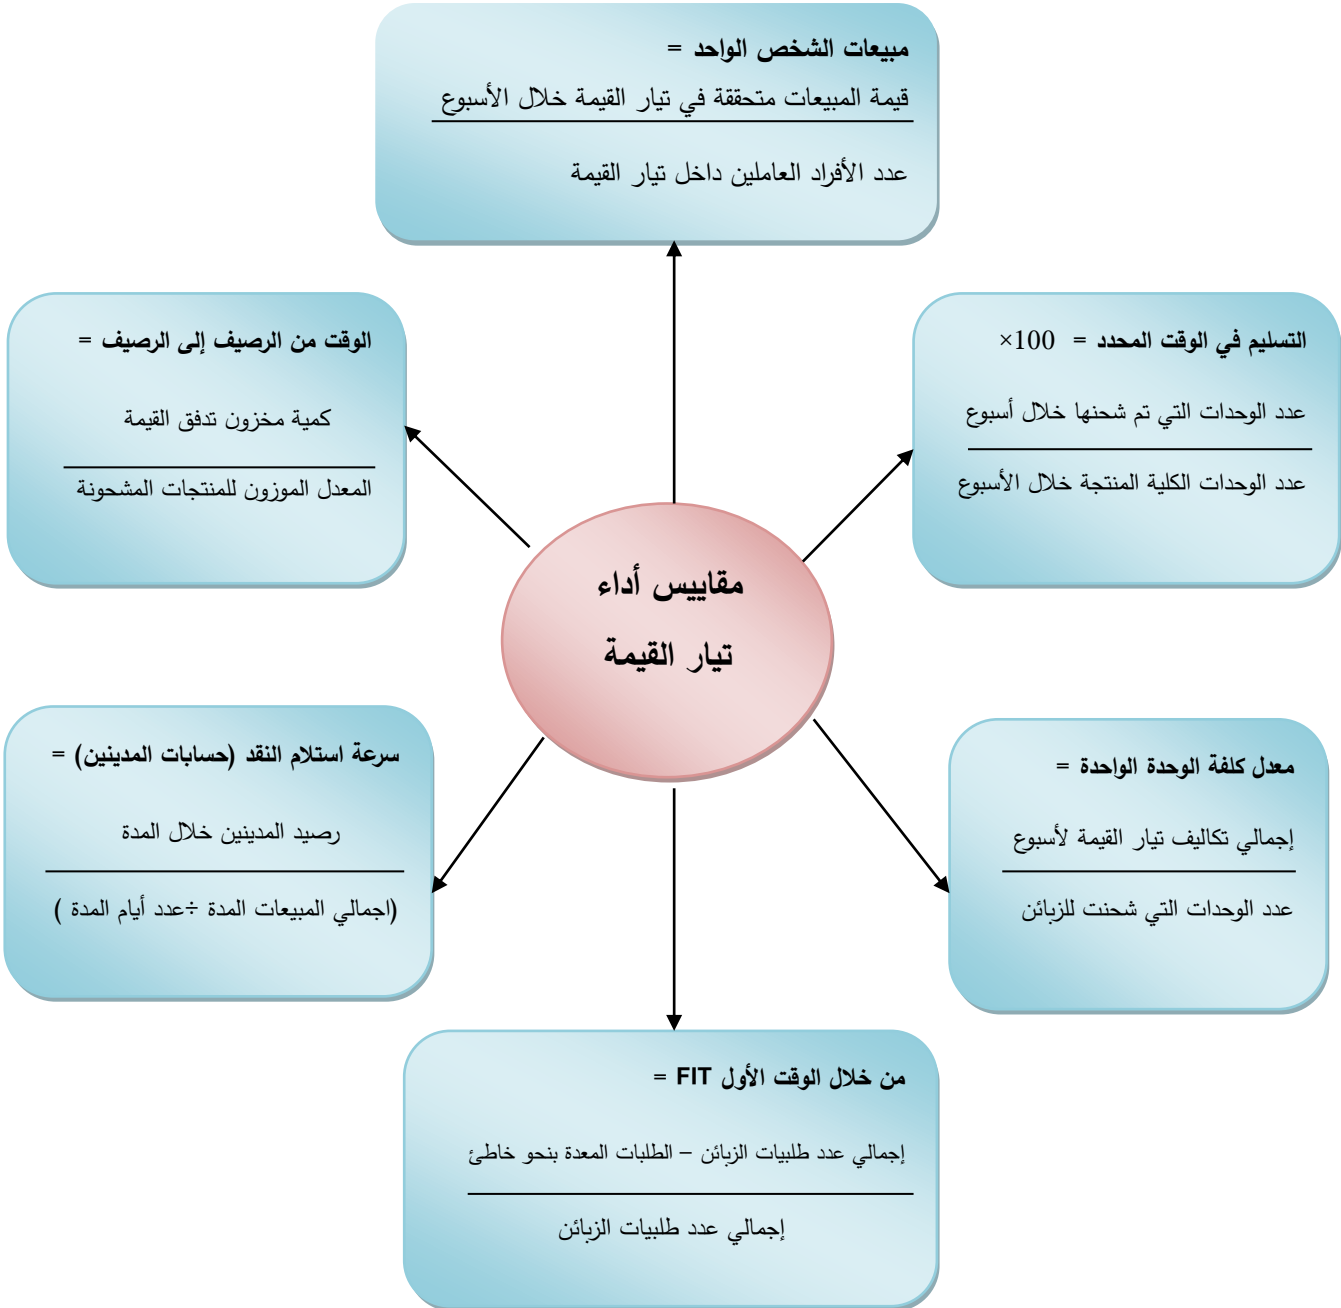 مبيعات الشخص الواحد =
قيمة المبيعات متحققة في تيار القيمة خلال الأسبوع
عدد الأفراد العاملين داخل تيار القيمة
التسليم في الوقت المحدد = 100×
عدد الوحدات التي تم شحنها خلال أسبوع
عدد الوحدات الكلية المنتجة خلال الأسبوع
الوقت من الرصيف إلى الرصيف =
كمية مخزون تدفق القيمة
المعدل الموزون للمنتجات المشحونة
مقاييس أداء
تيار القيمة
معدل كلفة الوحدة الواحدة =
إجمالي تكاليف تيار القيمة لأسبوع
عدد الوحدات التي شحنت للزبائن
سرعة استلام النقد (حسابات المدينين) =
رصيد المدينين خلال المدة
(اجمالي المبيعات المدة ÷عدد أيام المدة )
من خلال الوقت الأول FIT =
إجمالي عدد طلبيات الزبائن – الطلبات المعدة بنحو خاطئ
إجمالي عدد طلبيات الزبائن